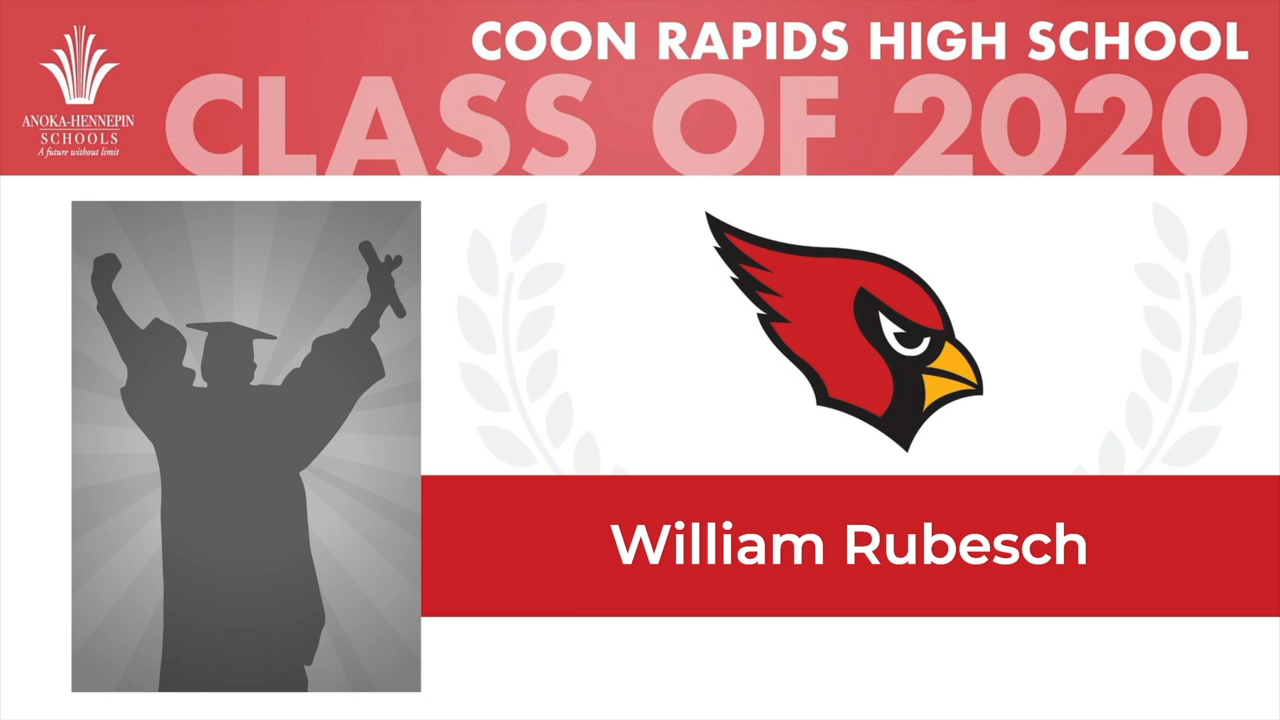 COON RAPIDS HIGH SCHOOL
CLASS OF 2020
ANOKA-HENNEPIN
SCHOOLS
A future without limit
William Rubesch